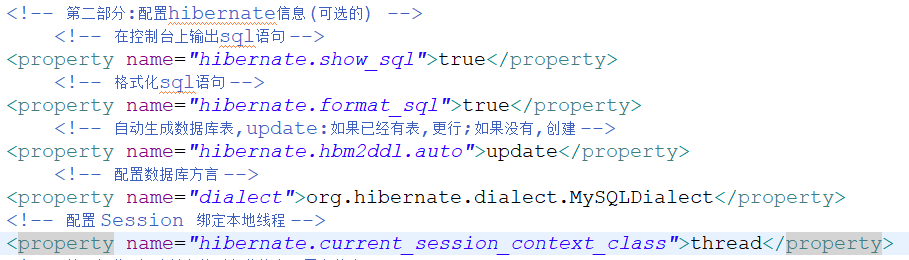 <!-- 第二部分:配置hibernate信息(可选的) -->
<!-- 在控制台上输出sql语句-->
<property name="hibernate.show_sql">true</property>
<!-- 格式化sql语句-->
<property name="hibernate.format_sql">true</property>
<!-- 自动生成数据库表,update:如果已经有表,更行;如果没有,创建-->
<property name="hibernate.hbm2ddl.auto">update</property>
<!-- 配置数据库方言-->
<property name="dialect">org.hibernate.dialect.MySQLDialect</property>
<!-- 配置Session 绑定本地线程-->
<property name="hibernate.current_session_context_class">thread</property>